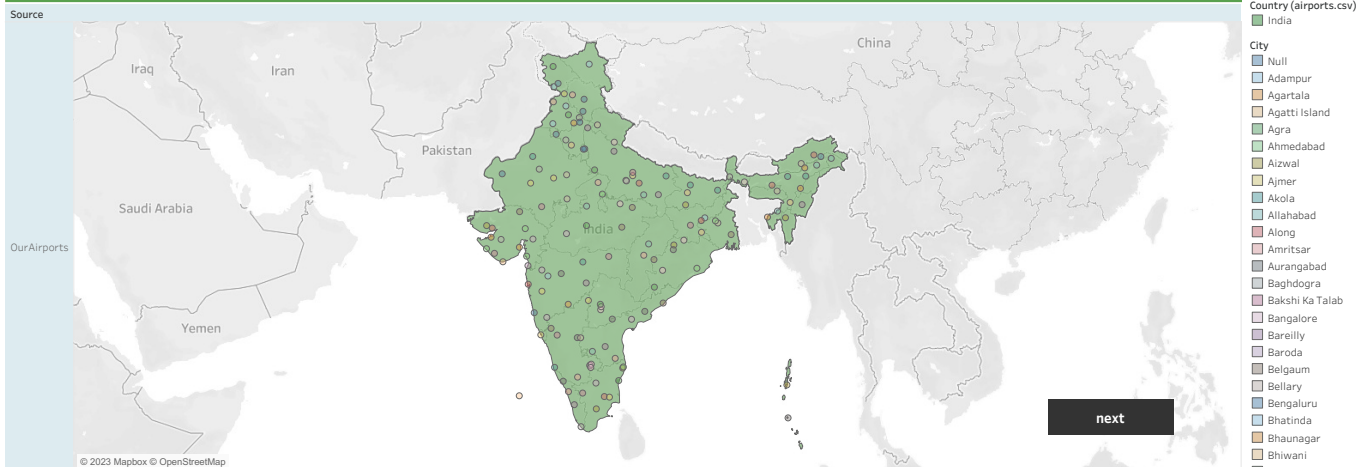 Source
OurAirports
Iraq
Iran
China
Pakistan
Saudi Arabia
India
Yemen
next
© 2023 Mapbox © OpenStreetMap
Country (airports.csv)
India
City
Null
Adampur
Agartala
Agatti Island
Agra
Ahmedabad
Aizwal
Ajmer
Akola
Allahabad
Along
Amritsar
Aurangabad
Baghdogra
Bakshi Ka Talab
Bangalore
Bareilly
Baroda
Belgaum
Bellary
Bengaluru
Bhatinda
Bhaunagar
Bhiwani